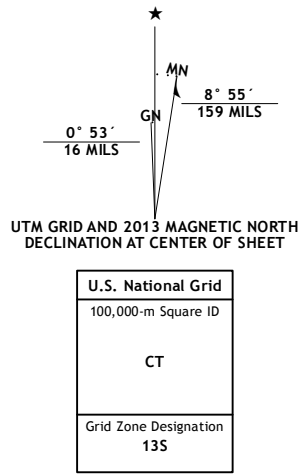 MN
GN
8° 55´
159 MILS
0° 53´
16 MILS
UTM GRID AND 2013 MAGNETIC NORTH
DECLINATION AT CENTER OF SHEET
U.S. National Grid
100,000-m Square ID
CT
Grid Zone Designation
13S